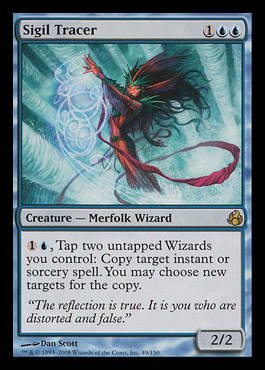 Sigil Tracer 1
Creature — Merfolk Wizard
1 , Tap two untapped Wizards
you control: Copy target instant or
sorcery spell. You may choose new
targets for the copy.
“The reflection is true. It is you who are
distorted and false.”
Dan Scott
™ & © 1993-2008 Wizards of the Coast, Inc. 49/150
2/2